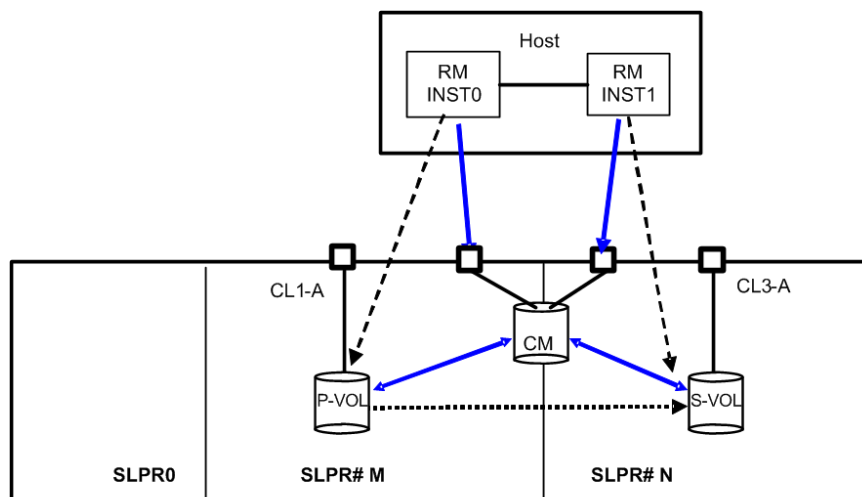 Host
RM
INST0
RM
INST1
CL1-A
CL3-A
CM
P-VOL
S-VOL
SLPR0
SLPR# M
SLPR# N